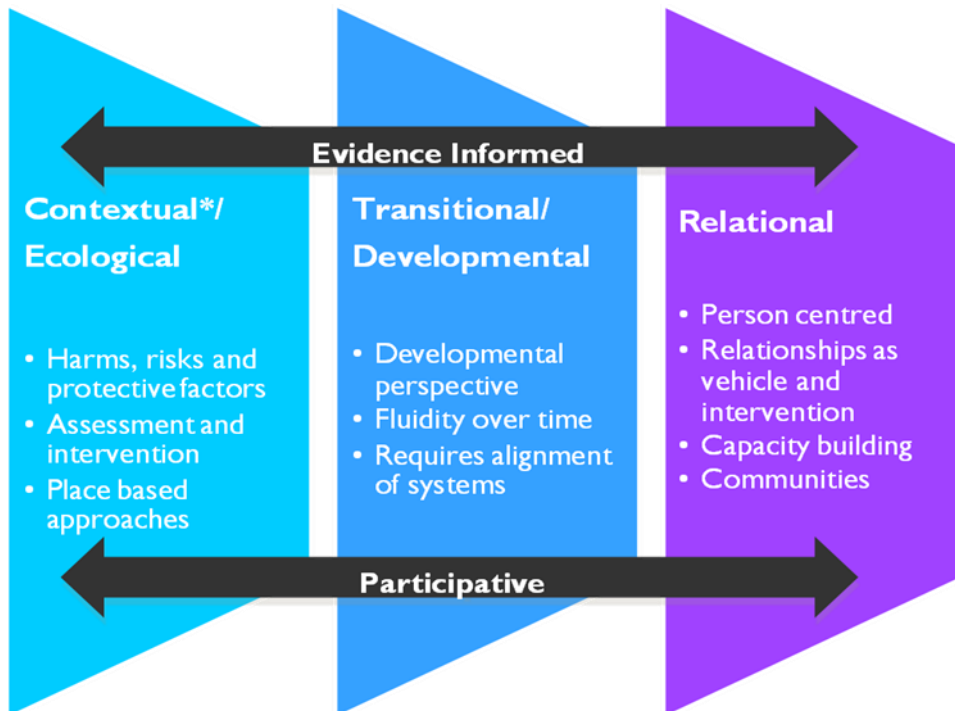 Evidence Informed
Contextual*/
Ecological
• Harms, risks and
protective factors
• Assessment and
intervention
• Place based
approaches
Transitional/
Developmental
• Developmental
perspective
• Fluidity over time
• Requires alignment
of systems
Relational
• Person centred
• Relationships as
vehicle and
intervention
• Capacity building
• Communities
Participative